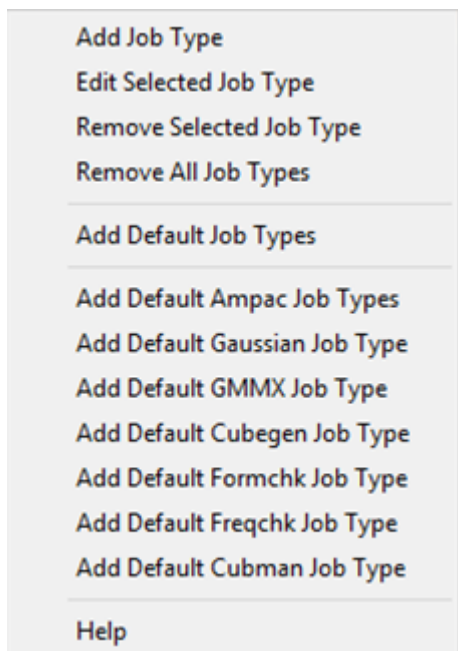 Add Job Type
Edit Selected Job Type
Remove Selected Job Type
Remove All Job Types
Add Default Job Types
Add Default Ampac Job Types
Add Default Gaussian Job Type
Add Default GMMX Job Type
Add Default Cubegen Job Type
Add Default Formchk Job Type
Add Default Freqchk Job Type
Add Default Cubman Job Type
Help